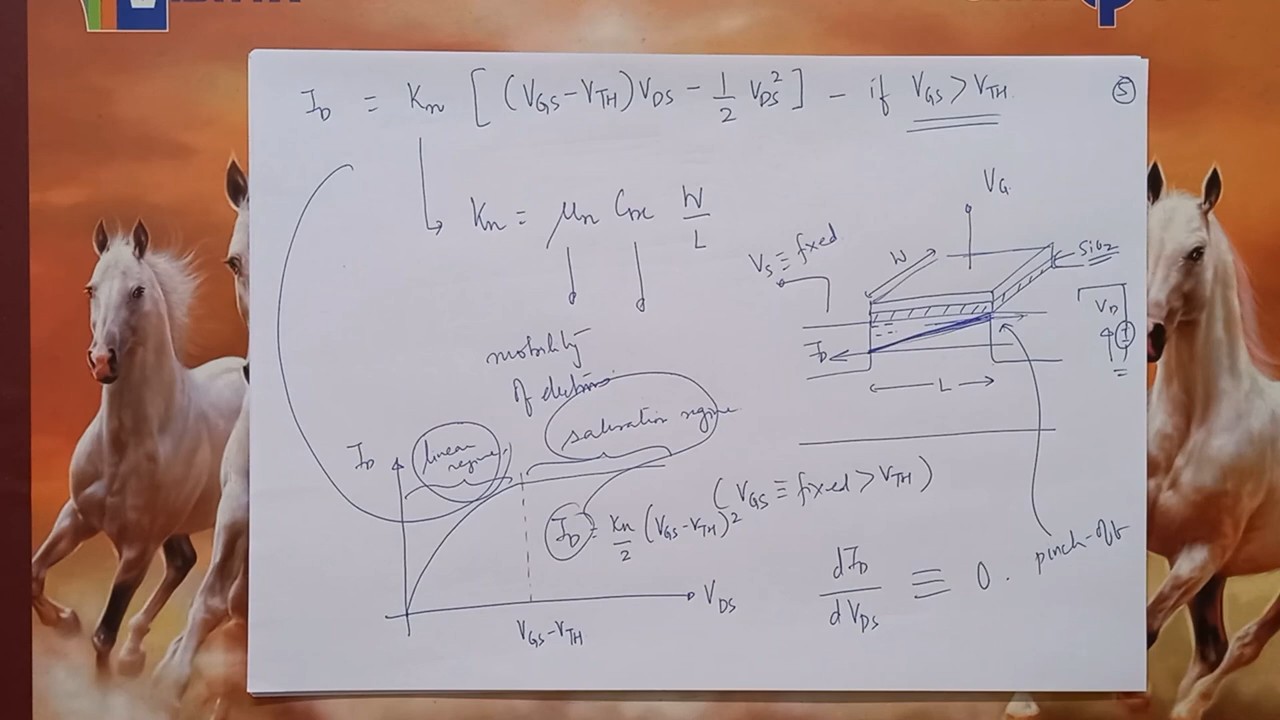 I_D = K_n [(V_GS – V_TH) V_DS – 1/2 V_DS^2] – if V_GS > V_TH
5
K_n = μ_n C_ox W/L
mobility
of electrons
V_G
V_S ≡ fixed
W
SiO2
V_D
I_D
L
saturation regime
linear
regime
I_D
(V_GS ≡ fixed > V_TH)
I_D = K_n/2 (V_GS – V_TH)^2
pinch-off
dI_D/dV_DS ≡ 0.
V_DS
V_GS – V_TH